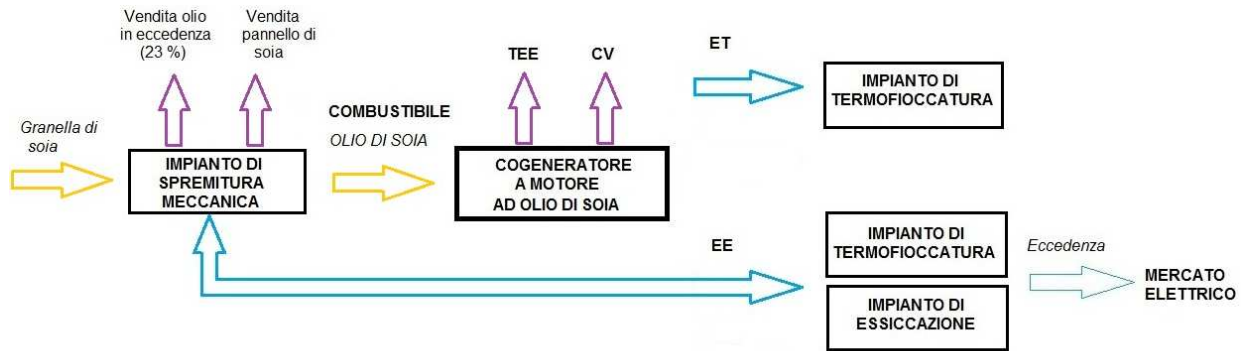 Vendita olio
in eccedenza
(23 %)
Vendita
pannello di
soia
TEE
CV
ET
IMPIANTO DI
TERMOFIOCCATURA
Granella di
soia
IMPIANTO DI
SPREMITURA
MECCANICA
COMBUSTIBILE
OLIO DI SOIA
COGENERATORE
A MOTORE
AD OLIO DI SOIA
EE
IMPIANTO DI
TERMOFIOCCATURA
IMPIANTO DI
ESSICCAZIONE
Eccedenza
MERCATO
ELETTRICO